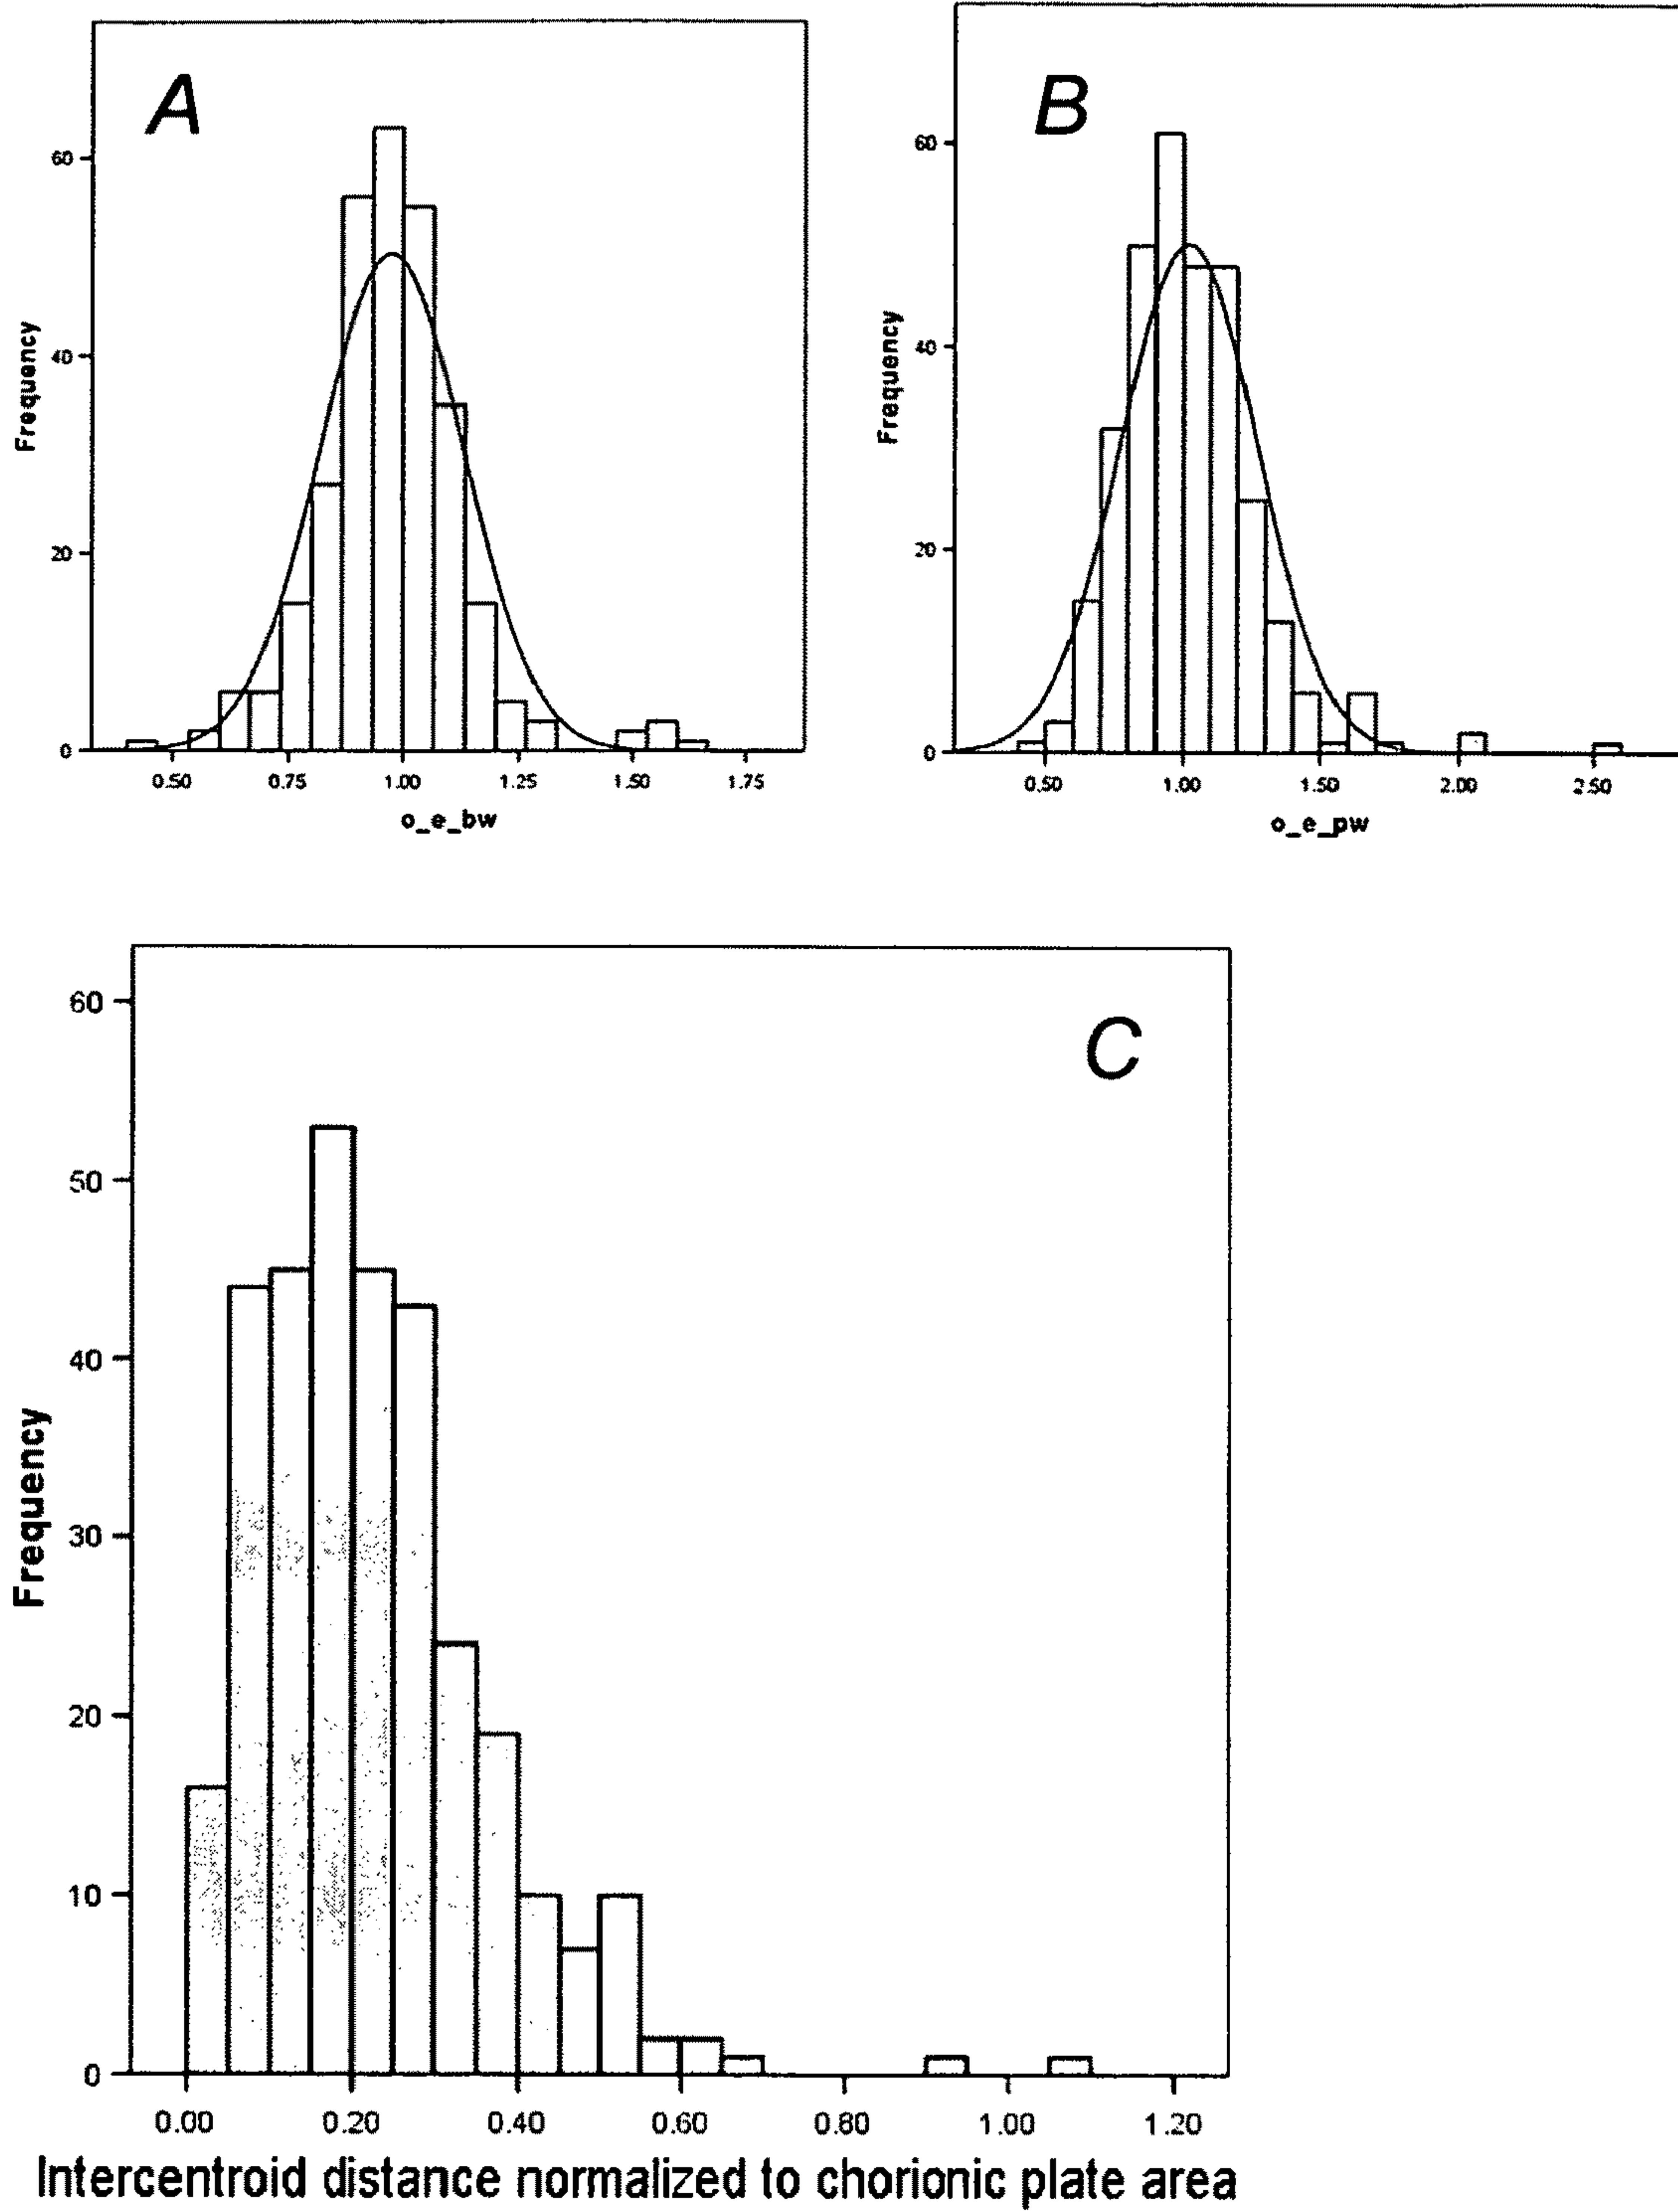 A
B
60
40
20
0
Frequency
0.50 0.75 1.00 1.25 1.50 1.75
o_e_bw
60
40
20
0
Frequency
0.50 1.00 1.50 2.00 2.50
o_e_pw
C
60
50
40
30
20
10
0
Frequency
0.00 0.20 0.40 0.60 0.80 1.00 1.20
Intercentroid distance normalized to chorionic plate area